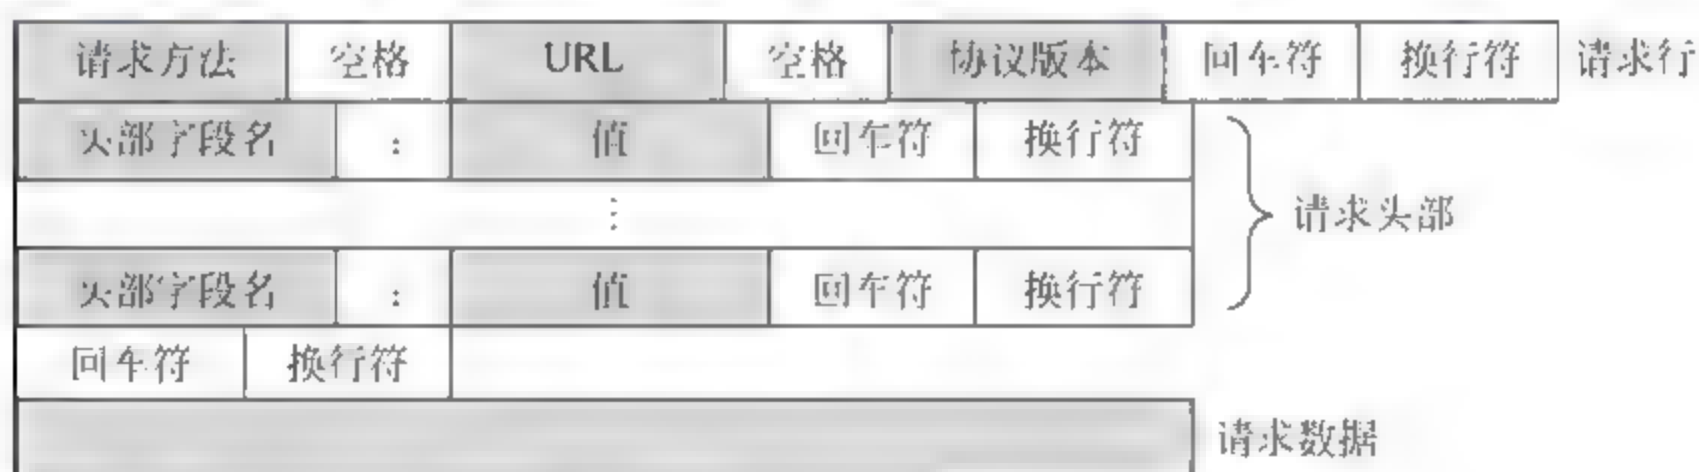 请求方法 空格 URL 空格 协议版本 回车符 换行符 请求行
头部字段名 : 值 回车符 换行符
⋮
请求头部
头部字段名 : 值 回车符 换行符
回车符 换行符
请求数据